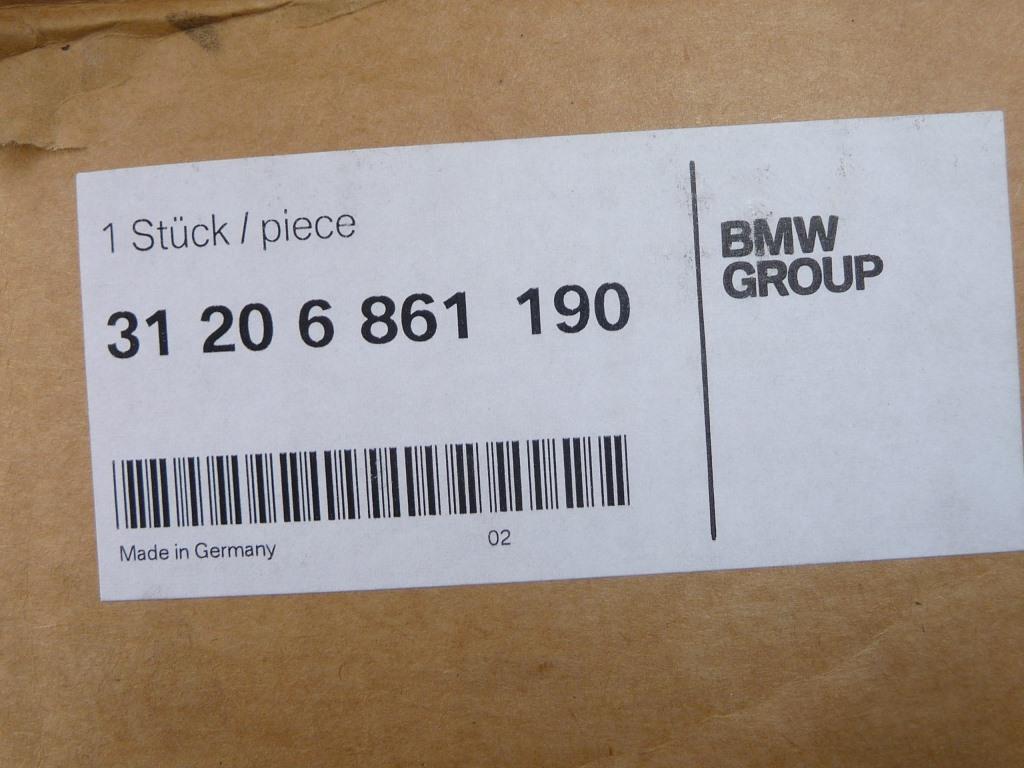 1 Stück / piece
31 20 6 861 190
Made in Germany
02
BMW
GROUP